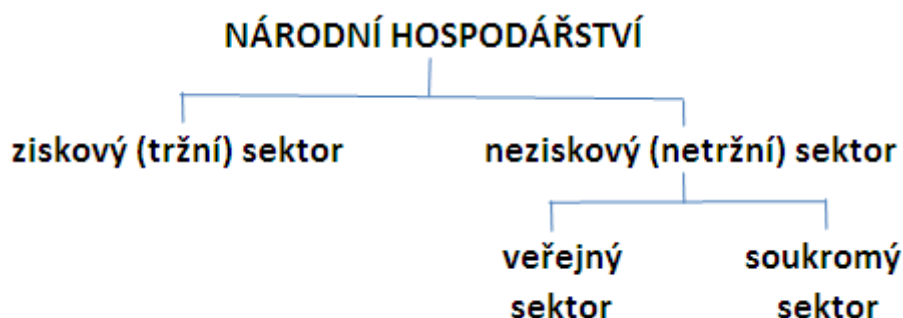 NÁRODNÍ HOSPODÁŘSTVÍ
ziskový (tržní) sektor
neziskový (netržní) sektor
veřejný
sektor
soukromý
sektor